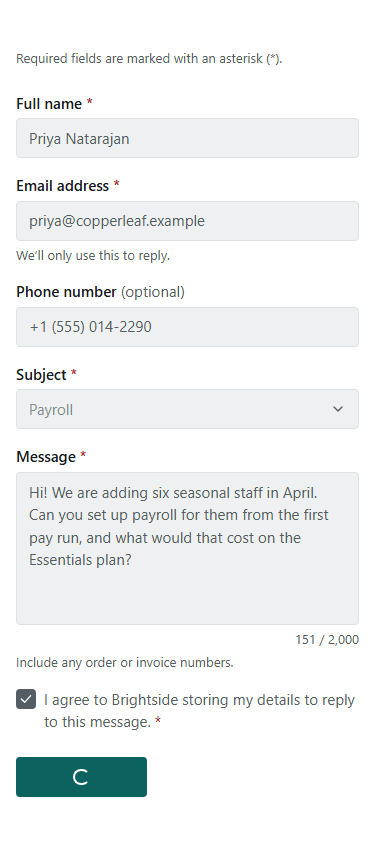 Required fields are marked with an asterisk (*).
Full name *
Priya Natarajan
Email address *
priya@copperleaf.example
We'll only use this to reply.
Phone number (optional)
+1 (555) 014-2290
Subject *
Payroll
Message *
Hi! We are adding six seasonal staff in April.
Can you set up payroll for them from the first
pay run, and what would that cost on the
Essentials plan?
151 / 2,000
Include any order or invoice numbers.
I agree to Brightside storing my details to reply
to this message. *